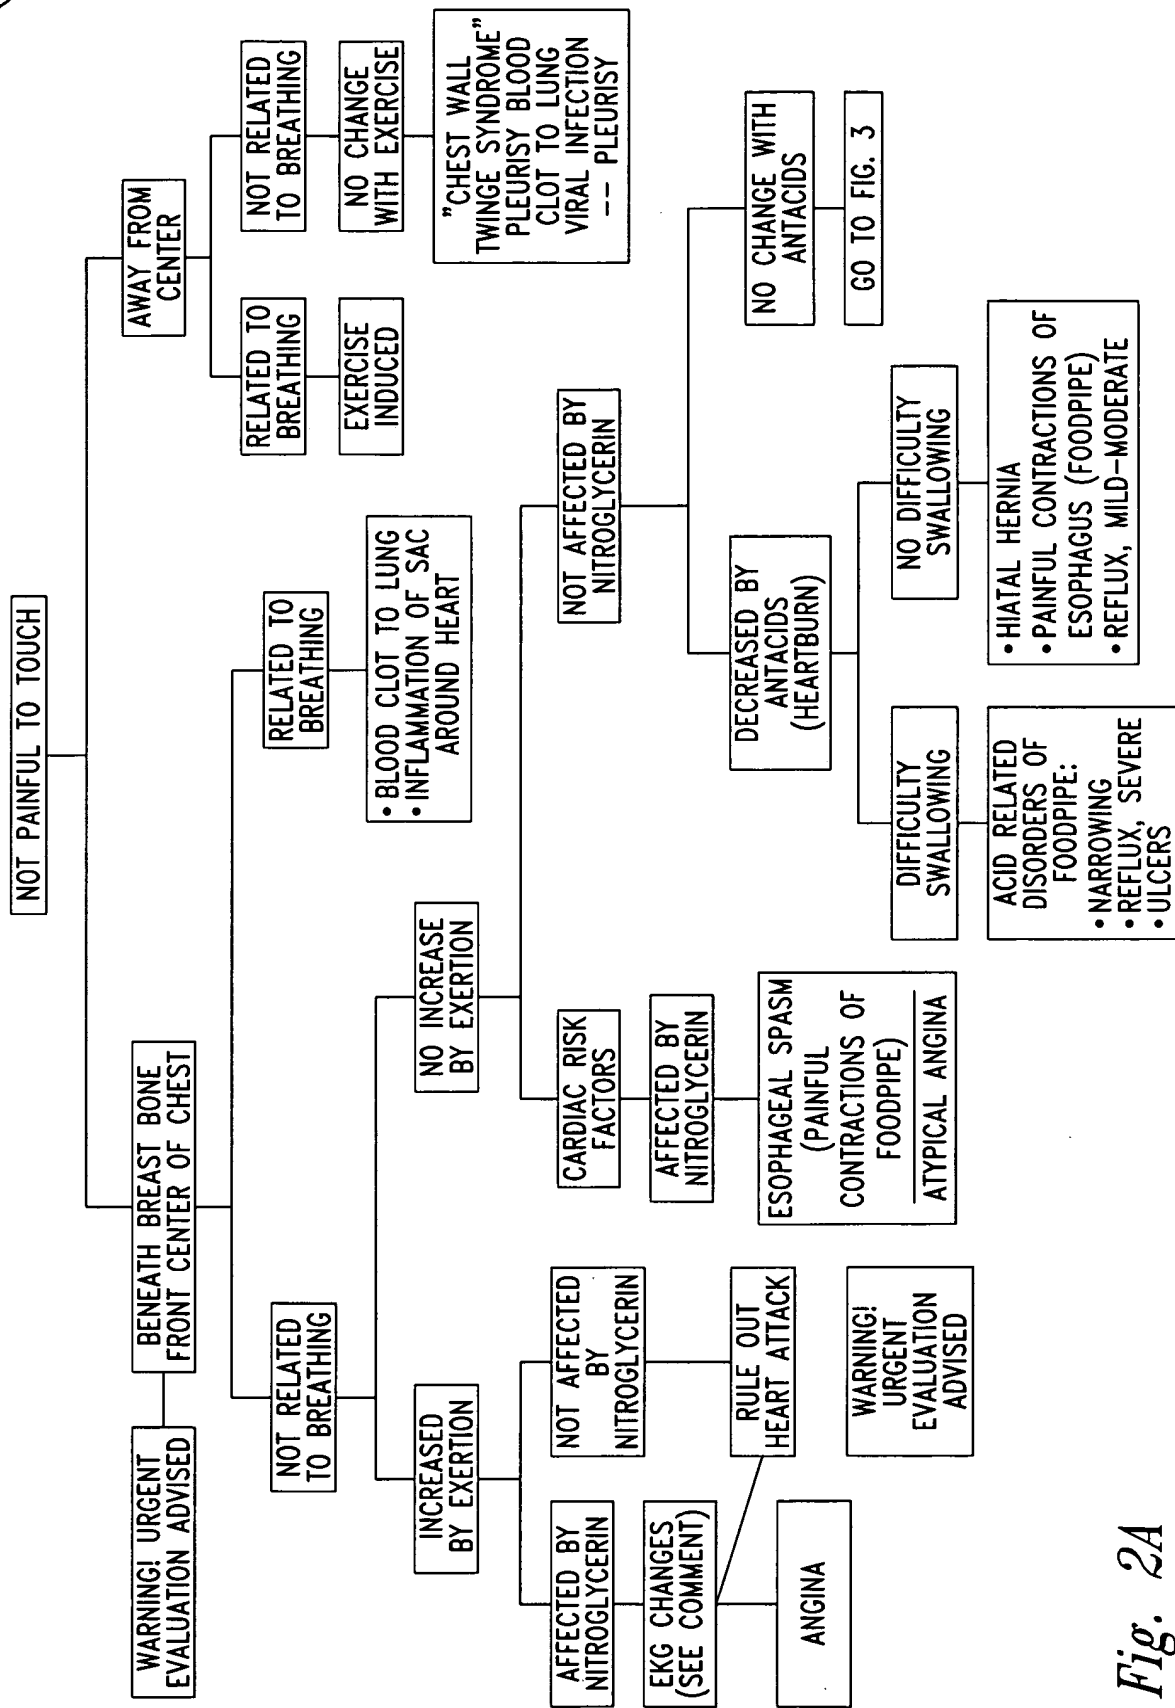 NOT PAINFUL TO TOUCH
WARNING! URGENT
EVALUATION ADVISED
BENEATH BREAST BONE
FRONT CENTER OF CHEST
AWAY FROM
CENTER
NOT RELATED
TO BREATHING
RELATED TO
BREATHING
RELATED TO
BREATHING
NOT RELATED
TO BREATHING
• BLOOD CLOT TO LUNG
• INFLAMMATION OF SAC
AROUND HEART
EXERCISE
INDUCED
NO CHANGE
WITH EXERCISE
"CHEST WALL
TWINGE SYNDROME"
PLEURISY BLOOD
CLOT TO LUNG
VIRAL INFECTION
-- PLEURISY
INCREASED
BY EXERTION
NO INCREASE
BY EXERTION
AFFECTED BY
NITROGLYCERIN
NOT AFFECTED
BY
NITROGLYCERIN
CARDIAC RISK
FACTORS
NOT AFFECTED BY
NITROGLYCERIN
EKG CHANGES
(SEE COMMENT)
AFFECTED BY
NITROGLYCERIN
RULE OUT
HEART ATTACK
DECREASED BY
ANTACIDS
(HEARTBURN)
NO CHANGE WITH
ANTACIDS
ANGINA
ESOPHAGEAL SPASM
(PAINFUL
CONTRACTIONS OF
FOODPIPE)
ATYPICAL ANGINA
GO TO FIG. 3
WARNING!
URGENT
EVALUATION
ADVISED
DIFFICULTY
SWALLOWING
NO DIFFICULTY
SWALLOWING
ACID RELATED
DISORDERS OF
FOODPIPE:
• NARROWING
• REFLUX, SEVERE
• ULCERS
• HIATAL HERNIA
• PAINFUL CONTRACTIONS OF
ESOPHAGUS (FOODPIPE)
• REFLUX, MILD-MODERATE
Fig. 2A